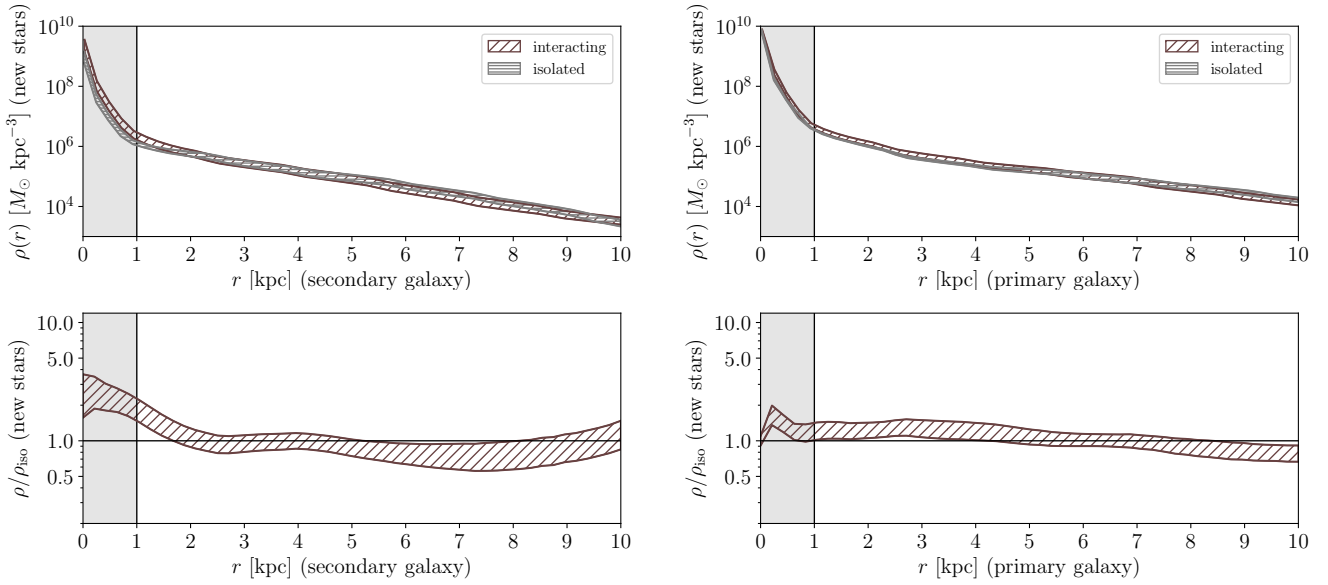 10^10
10^8
10^6
10^4
ρ(r) [M⊙ kpc⁻³] (new stars)
interacting
isolated
0 1 2 3 4 5 6 7 8 9 10
r [kpc] (secondary galaxy)
10^10
10^8
10^6
10^4
ρ(r) [M⊙ kpc⁻³] (new stars)
interacting
isolated
0 1 2 3 4 5 6 7 8 9 10
r [kpc] (primary galaxy)
10.0
5.0
1.0
0.5
ρ/ρiso (new stars)
0 1 2 3 4 5 6 7 8 9 10
r [kpc] (secondary galaxy)
10.0
5.0
1.0
0.5
ρ/ρiso (new stars)
0 1 2 3 4 5 6 7 8 9 10
r [kpc] (primary galaxy)